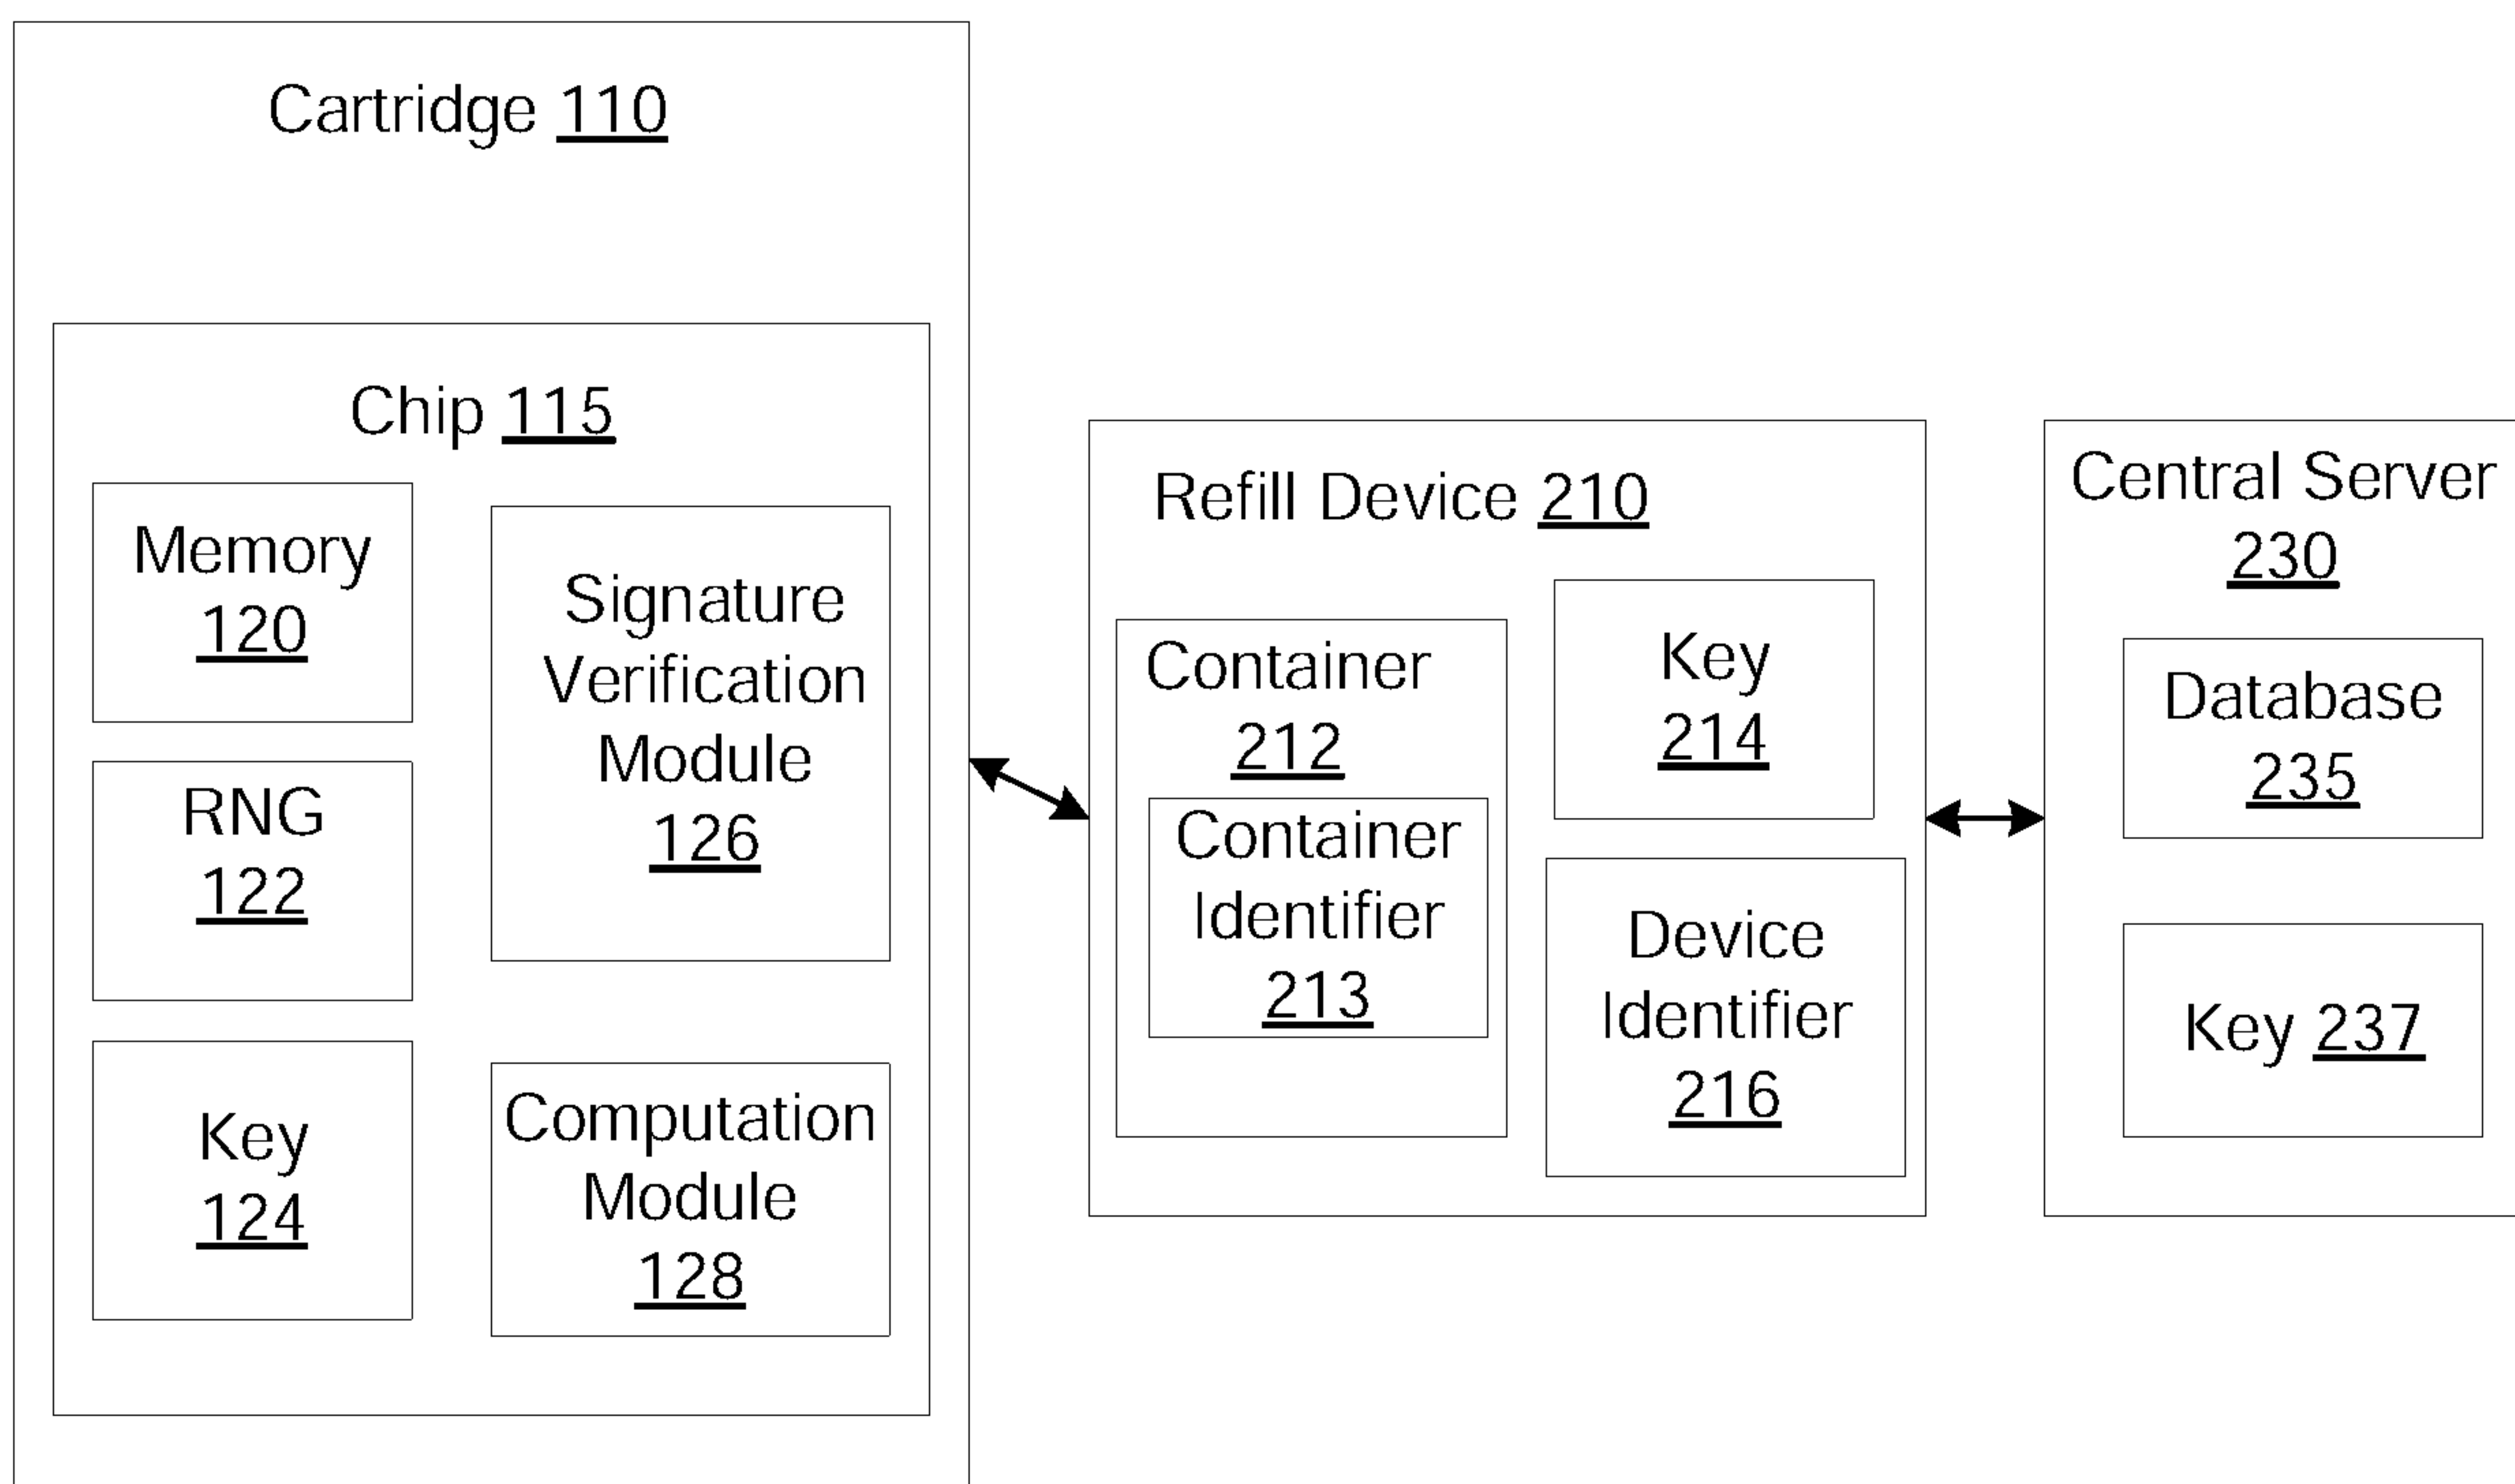 Cartridge 110
Chip 115
Memory
120
RNG
122
Key
124
Signature
Verification
Module
126
Computation
Module
128
Refill Device 210
Container
212
Container
Identifier
213
Key
214
Device
Identifier
216
Central Server
230
Database
235
Key 237